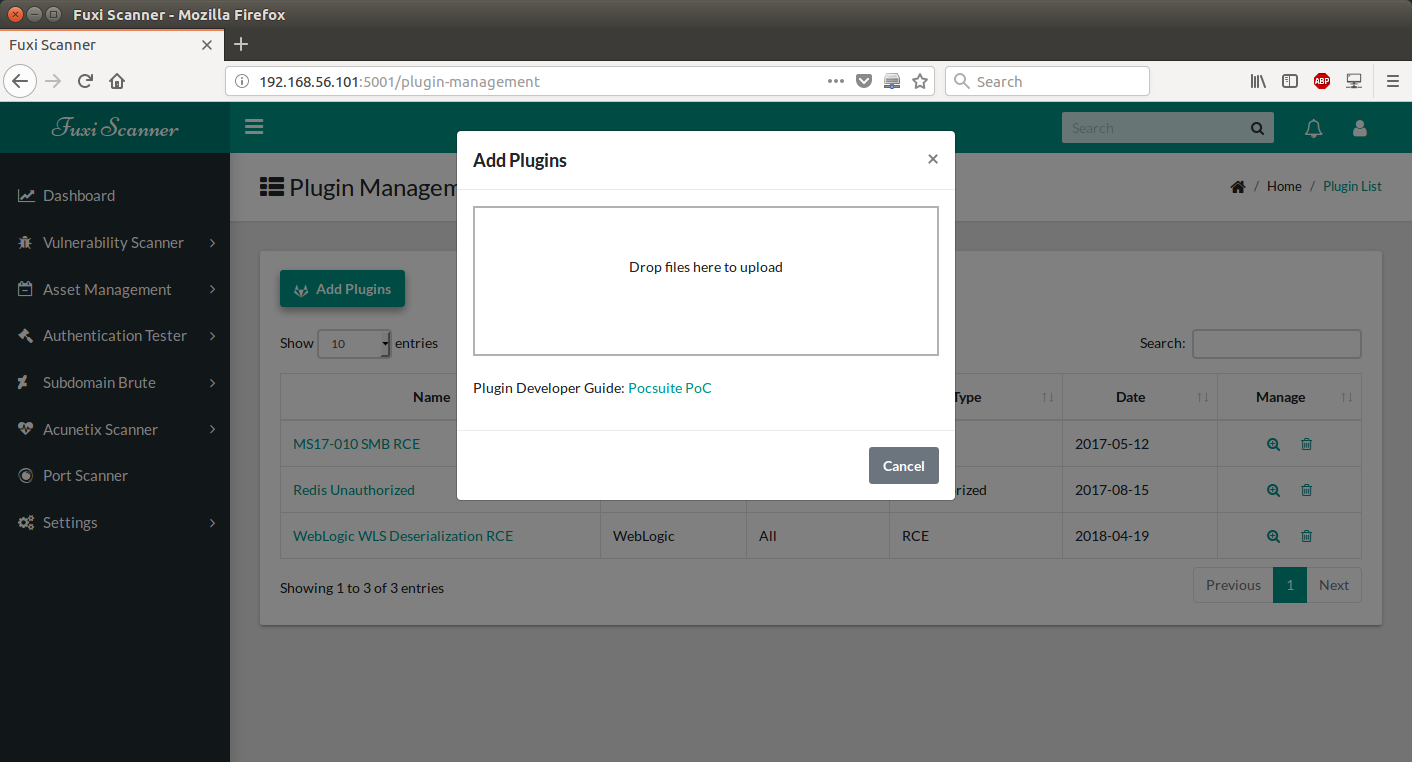 Fuxi Scanner - Mozilla Firefox
Fuxi Scanner
192.168.56.101:5001/plugin-management
Search
ABP
Fuxi Scanner
Search
Dashboard
Vulnerability Scanner
Asset Management
Authentication Tester
Subdomain Brute
Acunetix Scanner
Port Scanner
Settings
Plugin Managem
/ Home / Plugin List
Add Plugins
Show 10 entries
Search:
Name Type Date Manage
MS17-010 SMB RCE 2017-05-12
Redis Unauthorized rized 2017-08-15
WebLogic WLS Deserialization RCE WebLogic All RCE 2018-04-19
Showing 1 to 3 of 3 entries
Previous 1 Next
Add Plugins
×
Drop files here to upload
Plugin Developer Guide: Pocsuite PoC
Cancel